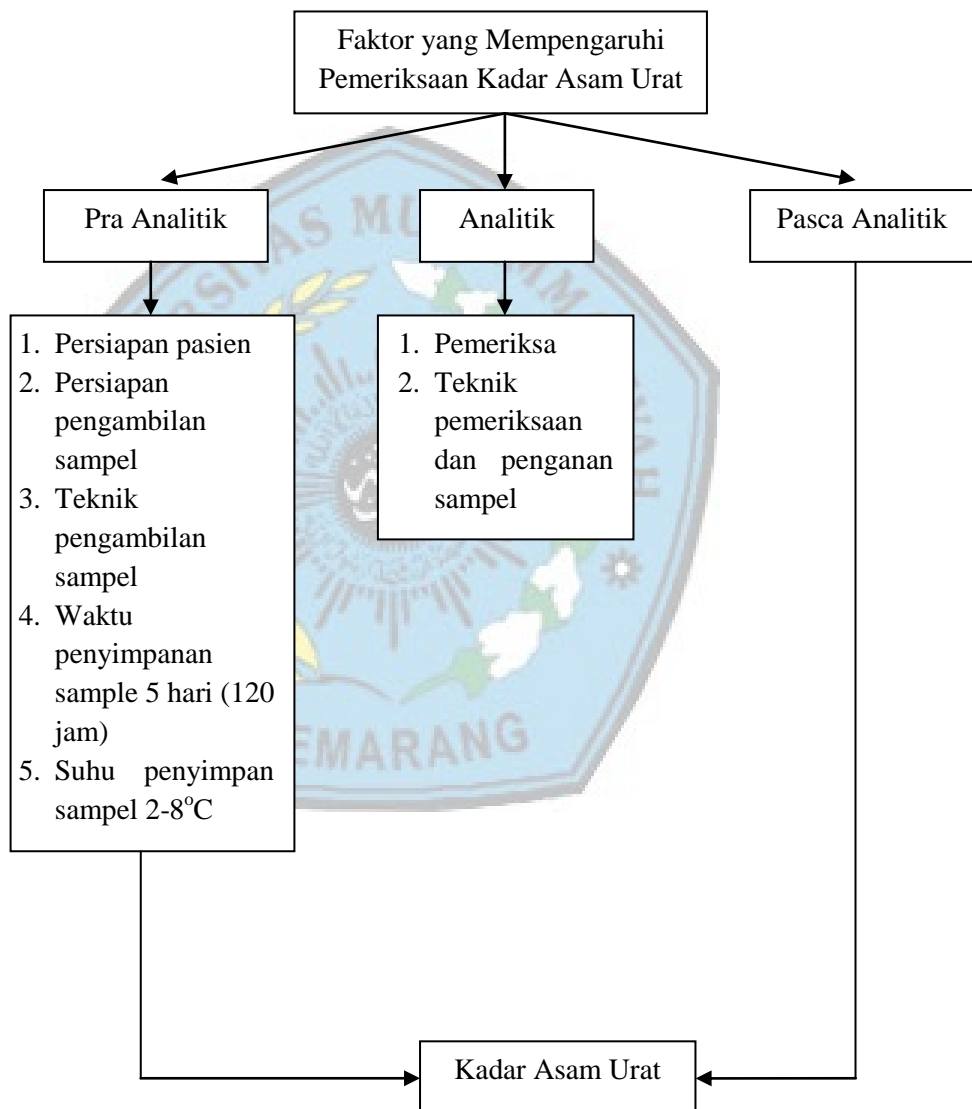 Faktor yang Mempengaruhi
Pemeriksaan Kadar Asam Urat
Pra Analitik
Analitik
Pasca Analitik
1. Persiapan pasien
2. Persiapan
pengambilan
sampel
3. Teknik
pengambilan
sampel
4. Waktu
penyimpanan
sample 5 hari (120
jam)
5. Suhu penyimpan
sampel 2-8°C
1. Pemeriksa
2. Teknik
pemeriksaan
dan penganan
sampel
Kadar Asam Urat
EMARANG